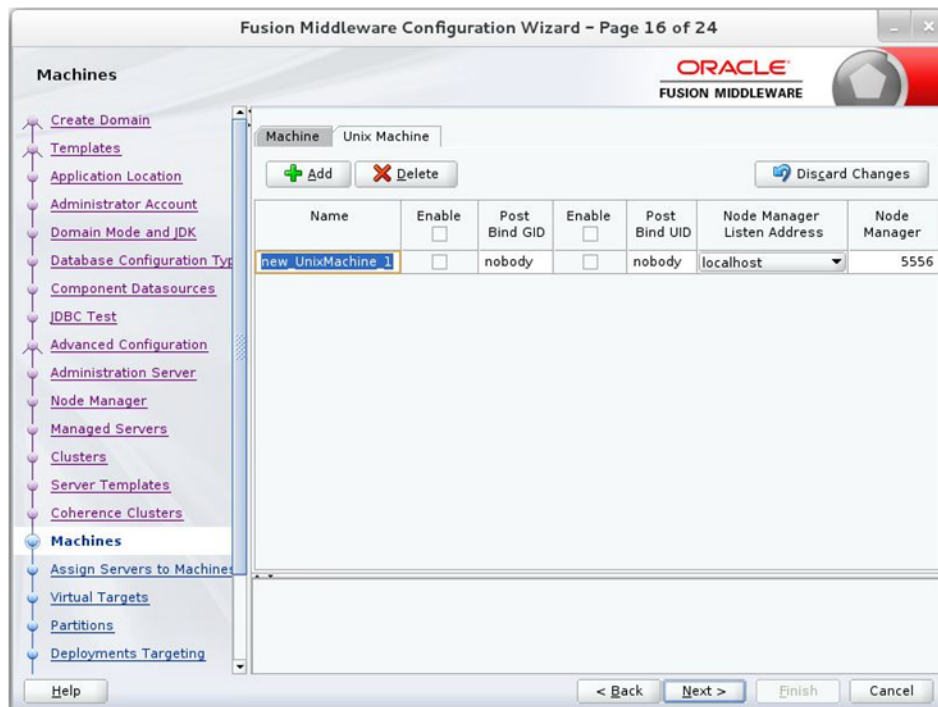 Fusion Middleware Configuration Wizard – Page 16 of 24
Machines
ORACLE
FUSION MIDDLEWARE
Create Domain
Templates
Application Location
Administrator Account
Domain Mode and JDK
Database Configuration Typ
Component Datasources
JDBC Test
Advanced Configuration
Administration Server
Node Manager
Managed Servers
Clusters
Server Templates
Coherence Clusters
Machines
Assign Servers to Machines
Virtual Targets
Partitions
Deployments Targeting
Machine Unix Machine
Add Delete Discard Changes
Name Enable Post Bind GID Enable Post Bind UID Node Manager Listen Address Node Manager
new_UnixMachine_1 nobody nobody localhost 5556
Help < Back Next > Finish Cancel